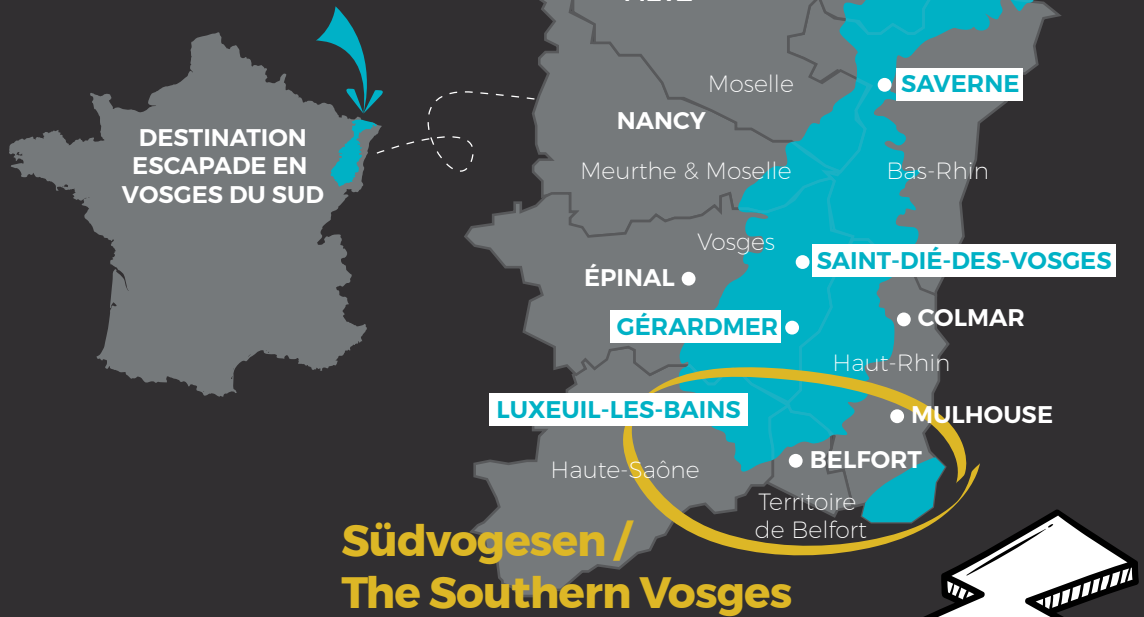 Moselle
SAVERNE
NANCY
DESTINATION
ESCAPADE EN
VOSGES DU SUD
Meurthe & Moselle
Bas-Rhin
Vosges
SAINT-DIÉ-DES-VOSGES
ÉPINAL
GÉRARDMER
COLMAR
Haut-Rhin
LUXEUIL-LES-BAINS
MULHOUSE
BELFORT
Haute-Saône
Territoire
de Belfort
Südvogesen /
The Southern Vosges